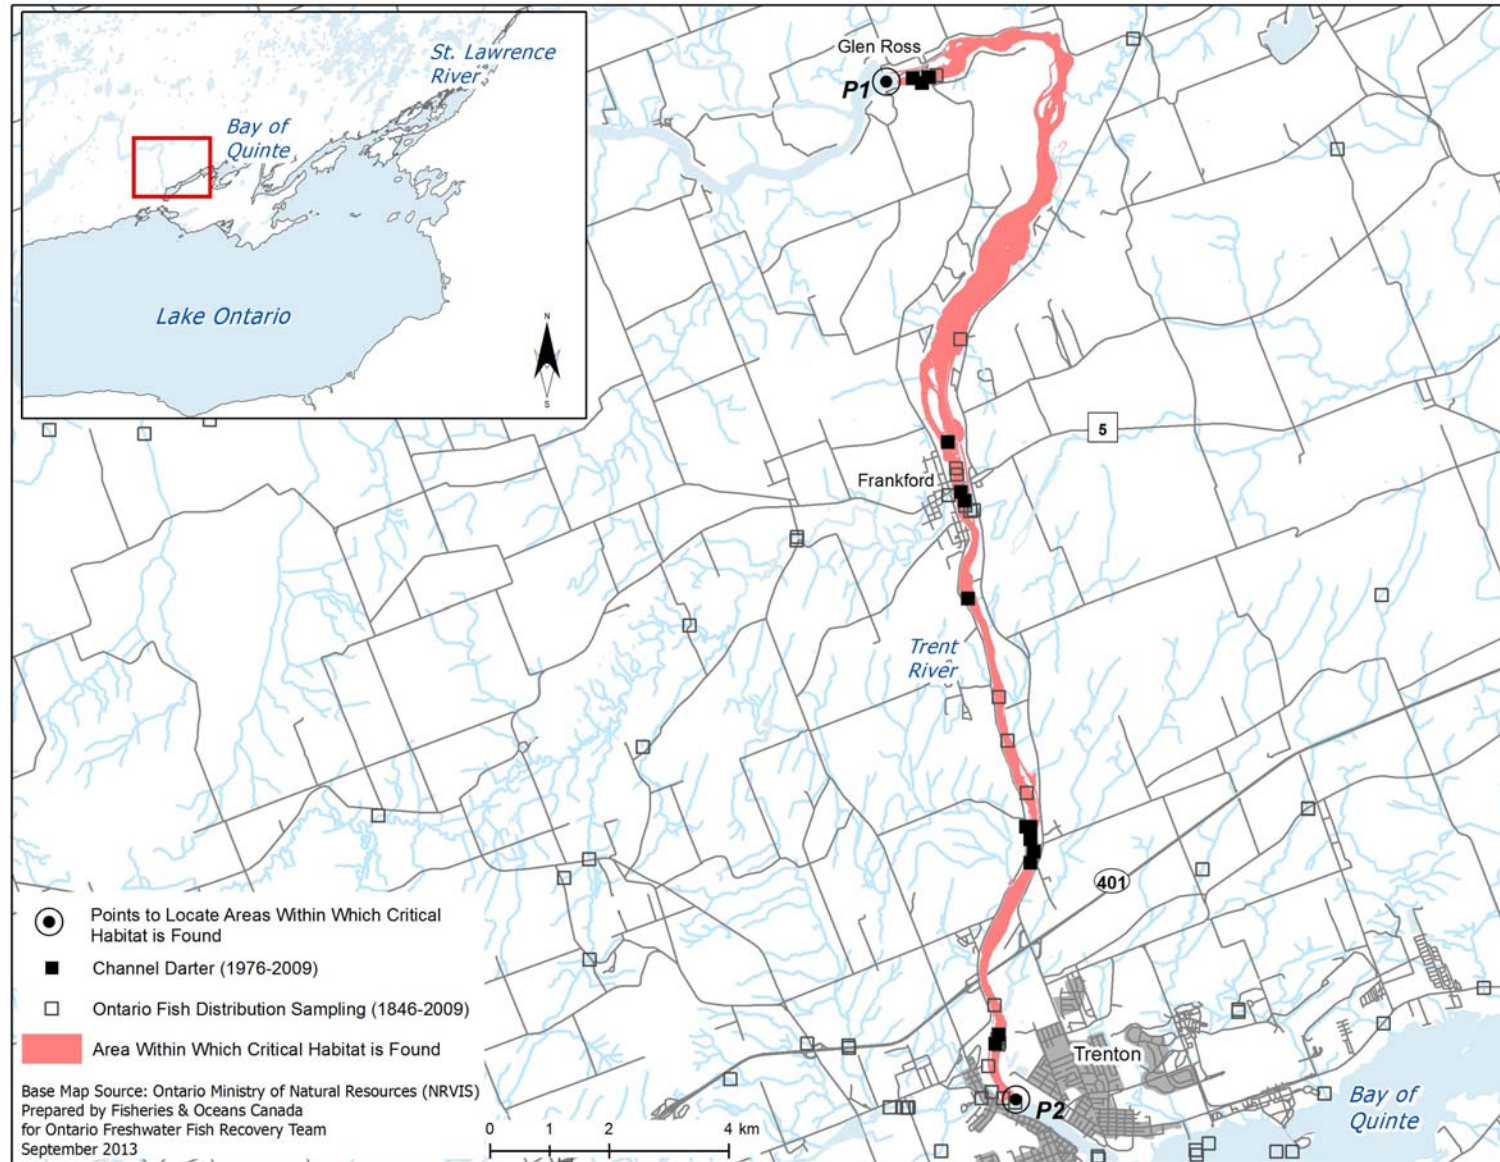 St. Lawrence
River
Bay of
Quinte
Lake Ontario
N
S
Glen Ross
P1
5
Frankford
Trent
River
401
Trenton
P2
Bay of
Quinte
Points to Locate Areas Within Which Critical
Habitat is Found
Channel Darter (1976-2009)
Ontario Fish Distribution Sampling (1846-2009)
Area Within Which Critical Habitat is Found
Base Map Source: Ontario Ministry of Natural Resources (NRVIS)
Prepared by Fisheries & Oceans Canada
for Ontario Freshwater Fish Recovery Team
September 2013
0 1 2 4 km